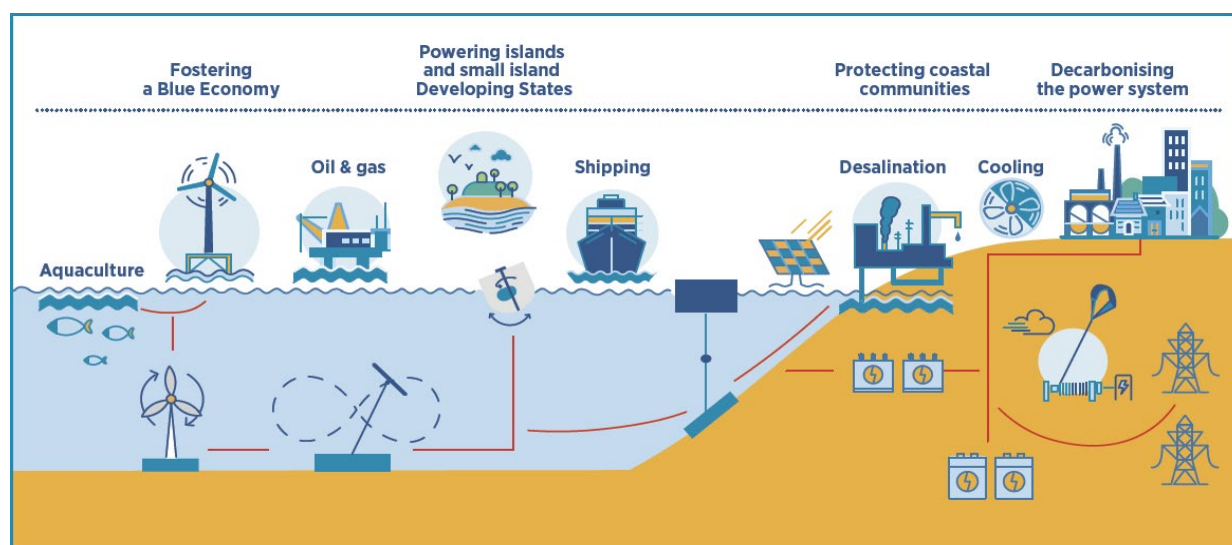 Fostering
a Blue Economy
Powering islands
and small island
Developing States
Protecting coastal
communities
Decarbonising
the power system
Oil & gas
Shipping
Desalination
Cooling
Aquaculture